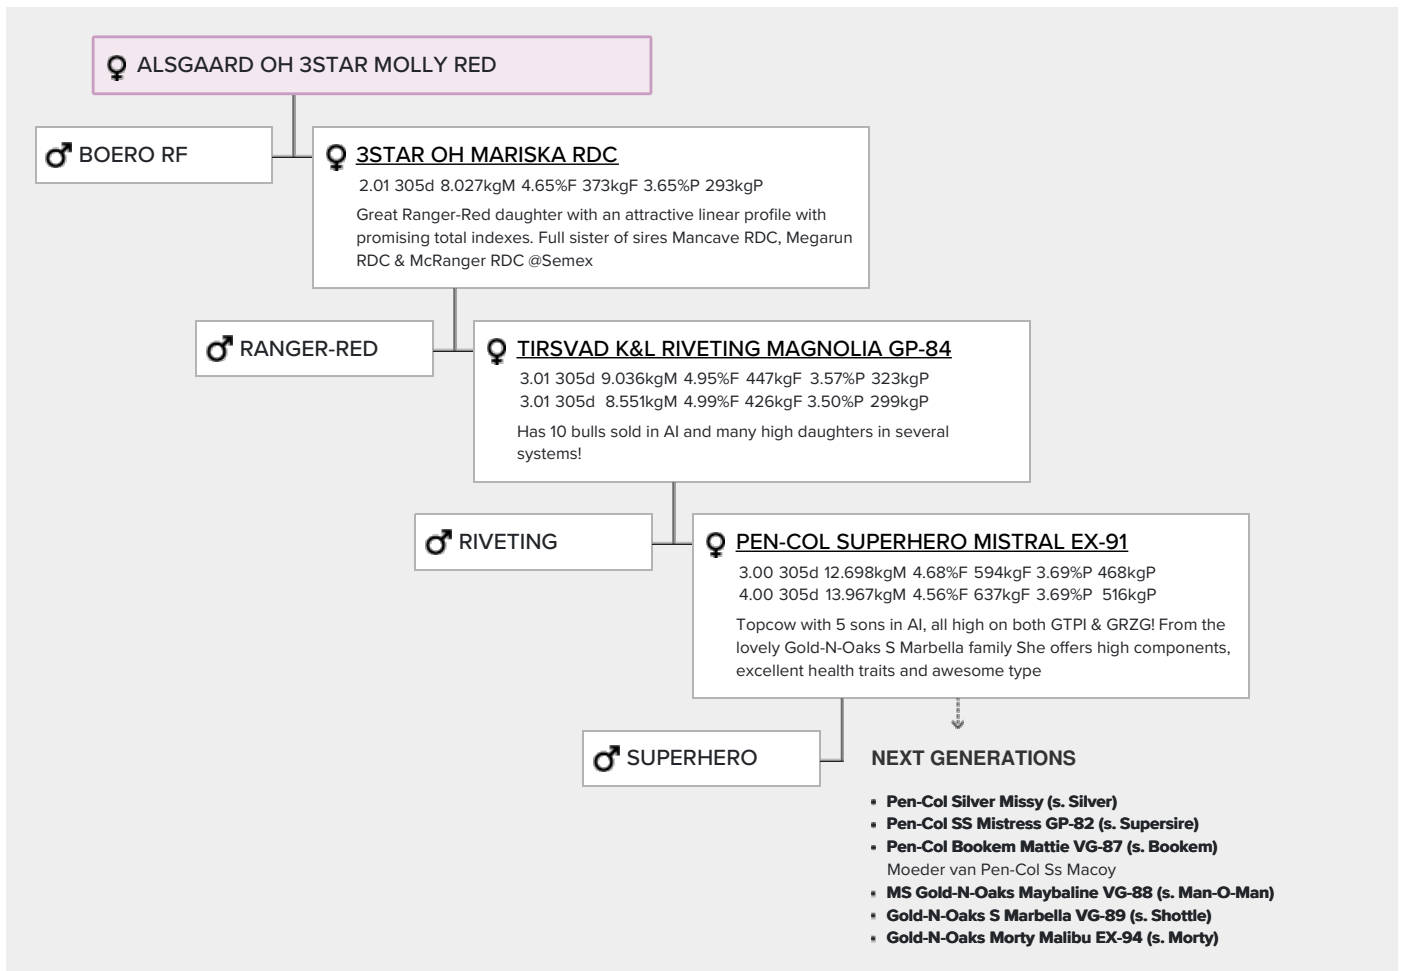 ALSGAARD OH 3STAR MOLLY RED
BOERO RF
3STAR OH MARISKA RDC
2.01 305d 8.027kgM 4.65%F 373kgF 3.65%P 293kgP
Great Ranger-Red daughter with an attractive linear profile with
promising total indexes. Full sister of sires Mancave RDC, Megarun
RDC & McRanger RDC @Semex
RANGER-RED
TIRSVAD K&L RIVETING MAGNOLIA GP-84
3.01 305d 9.036kgM 4.95%F 447kgF 3.57%P 323kgP
3.01 305d 8.551kgM 4.99%F 426kgF 3.50%P 299kgP
Has 10 bulls sold in AI and many high daughters in several
systems!
RIVETING
PEN-COL SUPERHERO MISTRAL EX-91
3.00 305d 12.698kgM 4.68%F 594kgF 3.69%P 468kgP
4.00 305d 13.967kgM 4.56%F 637kgF 3.69%P 516kgP
Topcow with 5 sons in AI, all high on both GTPI & GRZG! From the
lovely Gold-N-Oaks S Marbella family She offers high components,
excellent health traits and awesome type
SUPERHERO
NEXT GENERATIONS
Pen-Col Silver Missy (s. Silver)
Pen-Col SS Mistress GP-82 (s. Supersire)
Pen-Col Bookem Mattie VG-87 (s. Bookem)
Moeder van Pen-Col Ss Macoy
MS Gold-N-Oaks Maybaline VG-88 (s. Man-O-Man)
Gold-N-Oaks S Marbella VG-89 (s. Shottle)
Gold-N-Oaks Morty Malibu EX-94 (s. Morty)